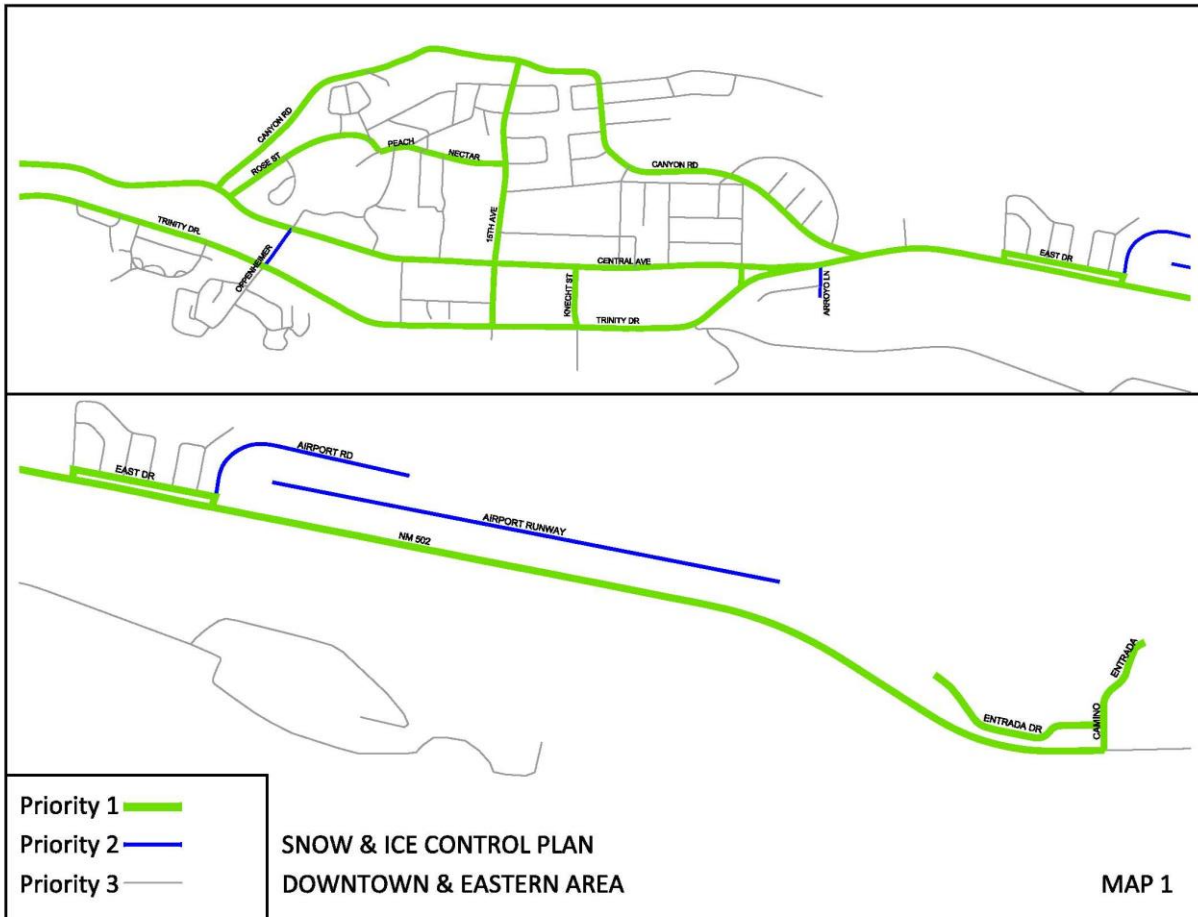 CANYON RD
ROSE ST
PEACH
NECTAR
CANYON RD
15TH AVE
TRINITY DR.
OPPENHEIMER
CENTRAL AVE
KNECHT ST
TRINITY DR
ARROYO LN
EAST DR
EAST DR
AIRPORT RD
AIRPORT RUNWAY
NM 502
ENTRADA
ENTRADA DR
CAMINO
Priority 1
Priority 2
Priority 3
SNOW & ICE CONTROL PLAN
DOWNTOWN & EASTERN AREA
MAP 1